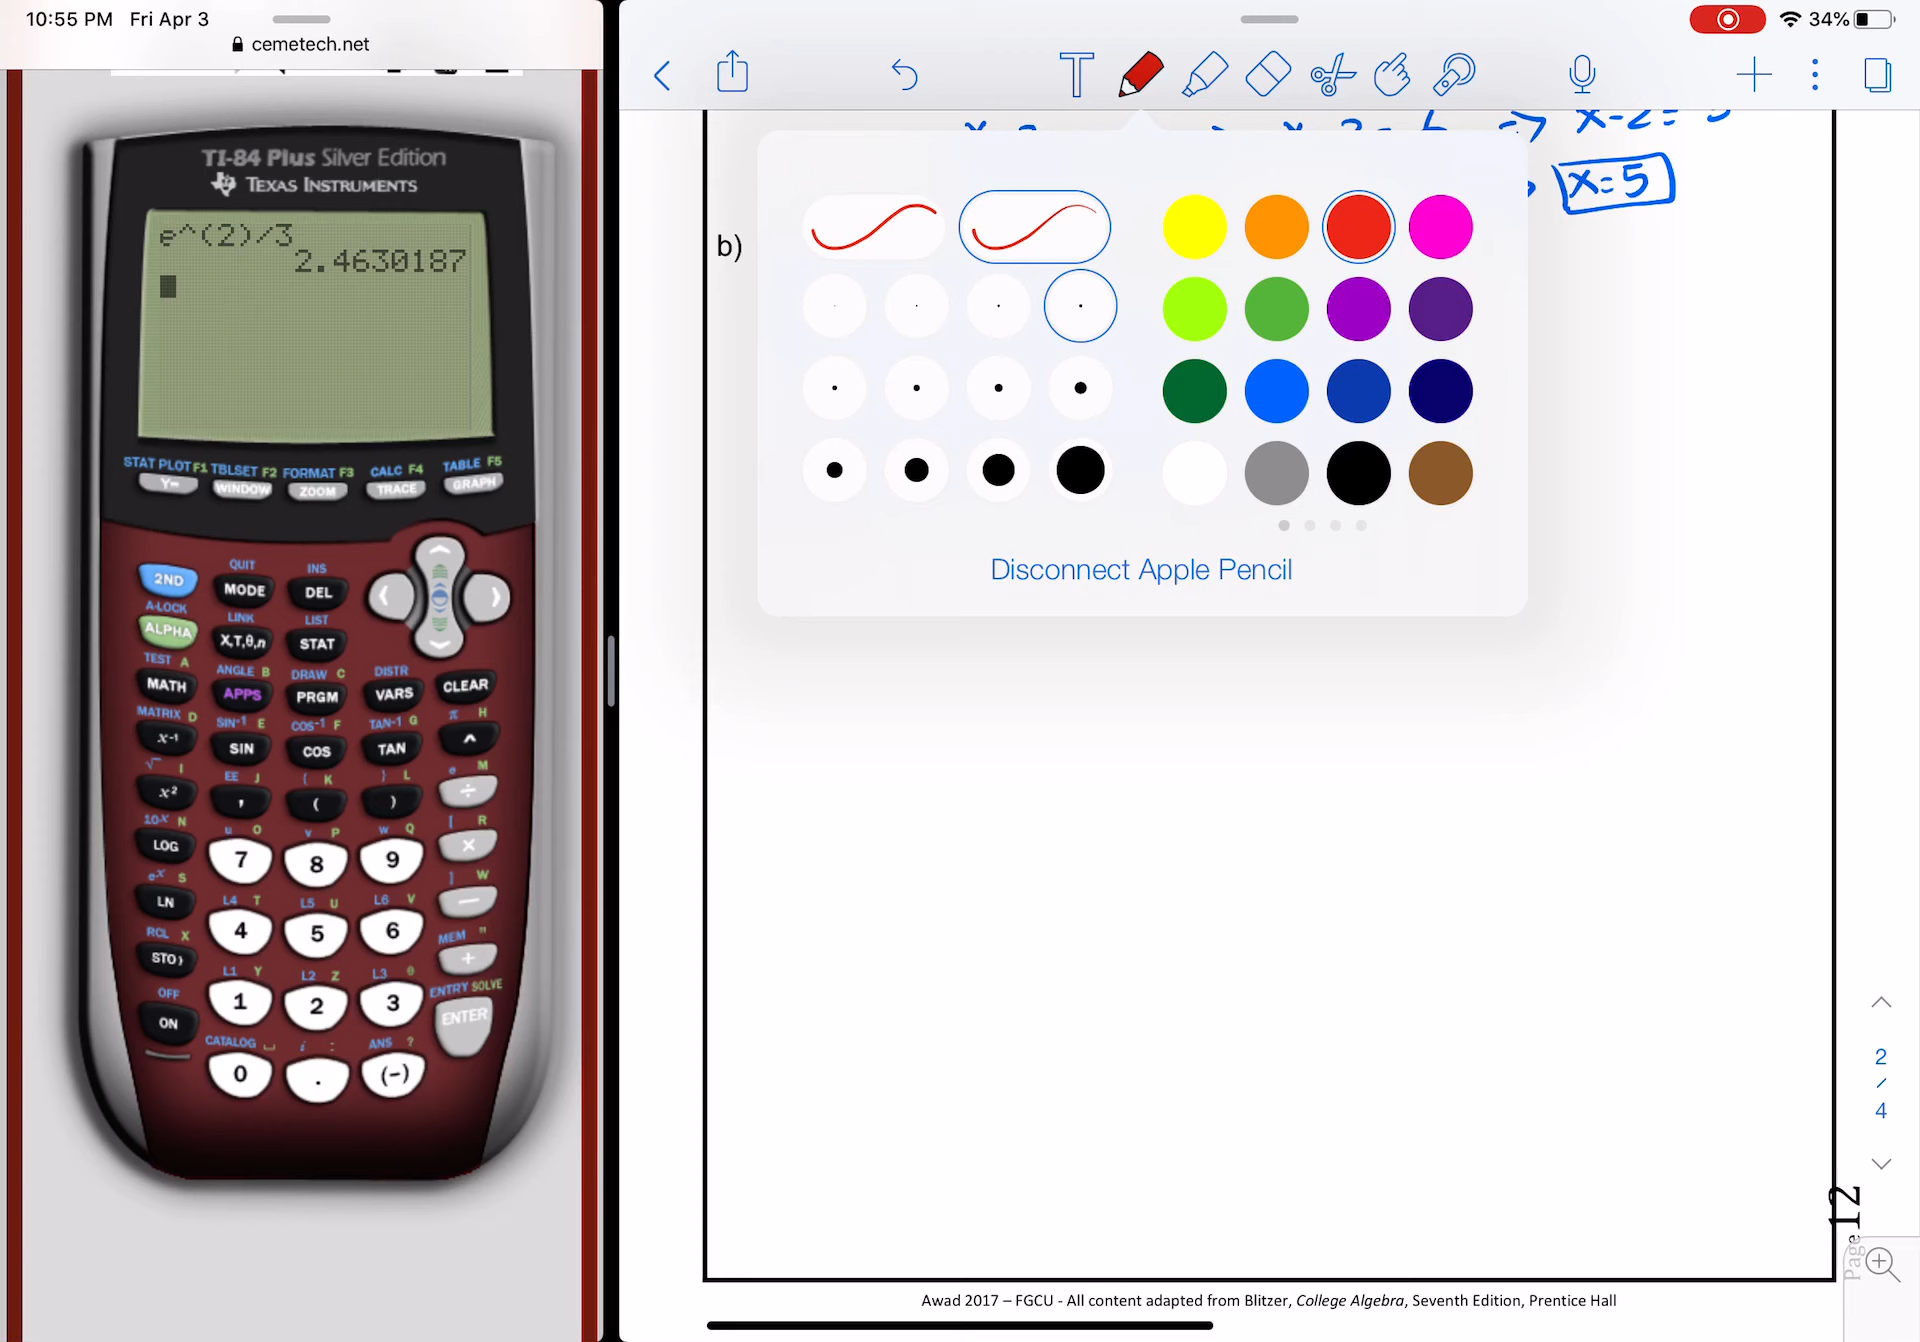 10:55 PM Fri Apr 3
cemetech.net
34%
TI-84 Plus Silver Edition
TEXAS INSTRUMENTS
e^(2)/3
2.4630187
STAT PLOT F1 TBLSET F2 FORMAT F3 CALC F4 TABLE F5
Y= WINDOW ZOOM TRACE GRAPH
QUIT INS
2ND MODE DEL
A-LOCK LINK LIST
ALPHA X,T,θ,n STAT
TEST A ANGLE B DRAW C DISTR
MATH APPS PRGM VARS CLEAR
MATRIX D SIN⁻¹ E COS⁻¹ F TAN⁻¹ G π H
x⁻¹ SIN COS TAN ^
√ I EE J { K } L e M
x² , ( ) ÷
10ˣ N u O v P w Q [ R
LOG 7 8 9 ×
eˣ S L4 T L5 U L6 V ] W
LN 4 5 6 −
RCL X L1 Y L2 Z L3 θ MEM "
STO› 1 2 3 +
OFF ENTRY SOLVE
ON ENTER
CATALOG ⎵ i : ANS ?
0 . (-)
T
=> x-2=3
x=5
b)
Disconnect Apple Pencil
2
/
4
Page 12
Awad 2017 – FGCU - All content adapted from Blitzer, College Algebra, Seventh Edition, Prentice Hall